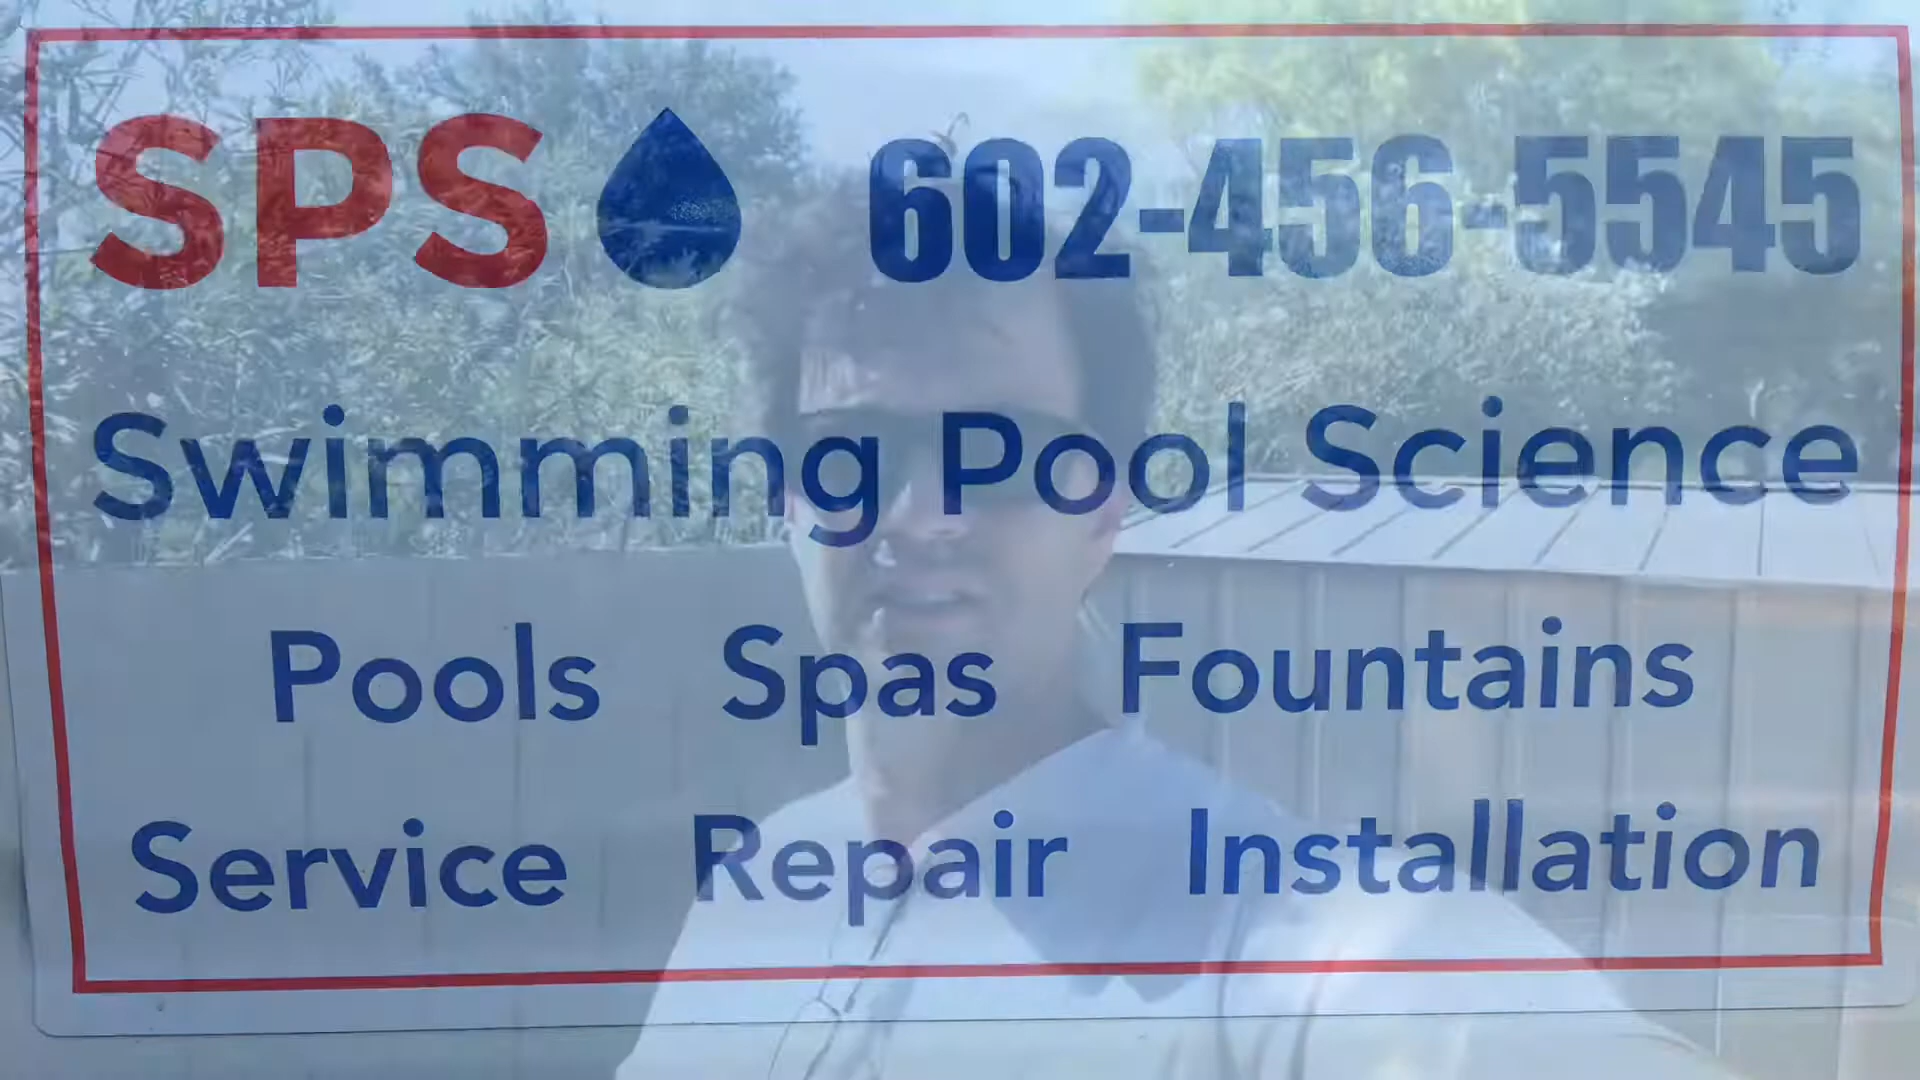 SPS 602-456-5545
Swimming Pool Science
Pools Spas Fountains
Service Repair Installation